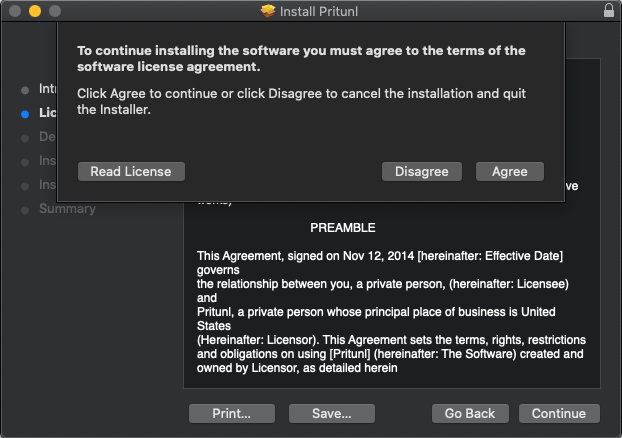 Install Pritunl
To continue installing the software you must agree to the terms of the
software license agreement.
Click Agree to continue or click Disagree to cancel the installation and quit
the Installer.
Read License
Disagree
Agree
Int
Lic
De
Ins
Ins
Summary
ve
works)
PREAMBLE
This Agreement, signed on Nov 12, 2014 [hereinafter: Effective Date]
governs
the relationship between you, a private person, (hereinafter: Licensee)
and
Pritunl, a private person whose principal place of business is United
States
(Hereinafter: Licensor). This Agreement sets the terms, rights, restrictions
and obligations on using [Pritunl] (hereinafter: The Software) created and
owned by Licensor, as detailed herein
Print...
Save...
Go Back
Continue